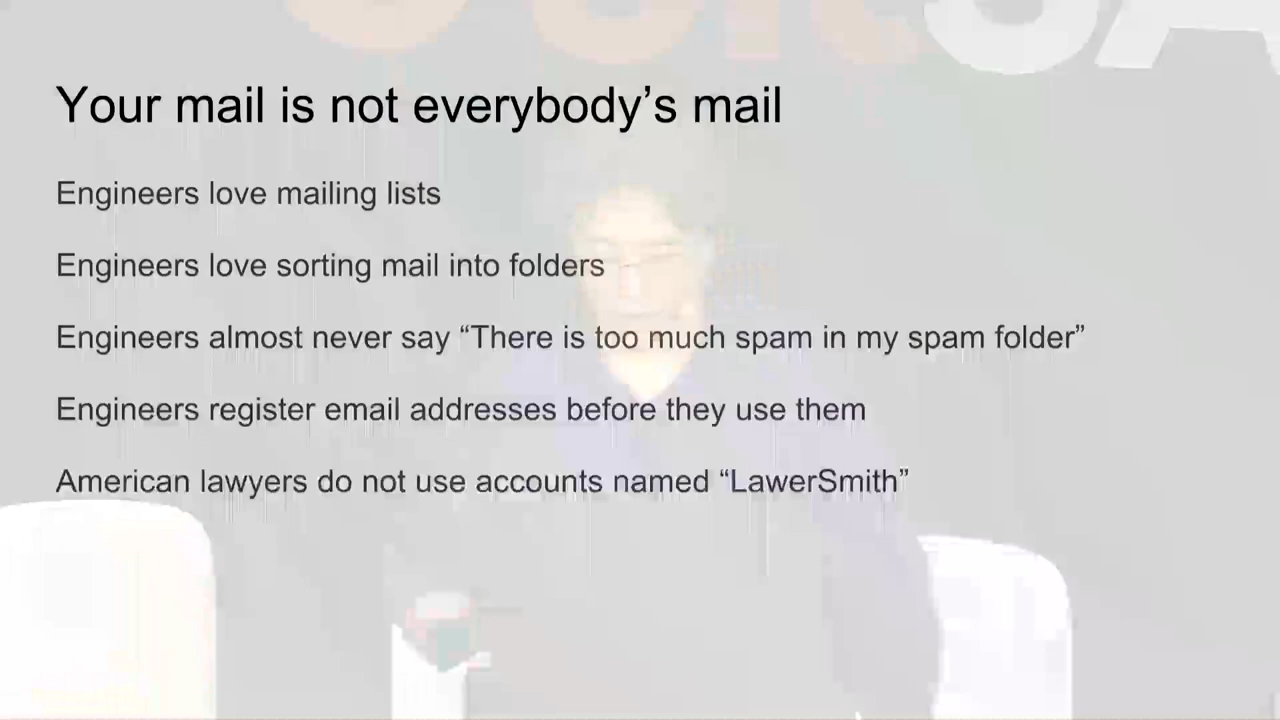 Your mail is not everybody’s mail
Engineers love mailing lists
Engineers love sorting mail into folders
Engineers almost never say “There is too much spam in my spam folder”
Engineers register email addresses before they use them
American lawyers do not use accounts named “LawerSmith”